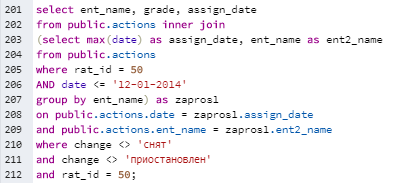 201 select ent_name, grade, assign_date
202 from public.actions inner join
203 (select max(date) as assign_date, ent_name as ent2_name
204 from public.actions
205 where rat_id = 50
206 AND date <= '12-01-2014'
207 group by ent_name) as zapros1
208 on public.actions.date = zapros1.assign_date
209 and public.actions.ent_name = zapros1.ent2_name
210 where change <> 'снят'
211 and change <> 'приостановлен'
212 and rat_id = 50;